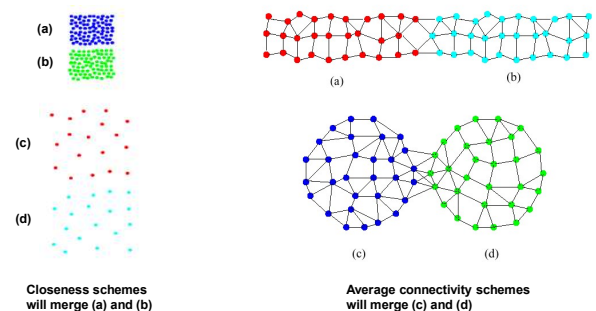 (a)
(b)
(c)
(d)
Closeness schemes
will merge (a) and (b)
(a) (b)
(c) (d)
Average connectivity schemes
will merge (c) and (d)